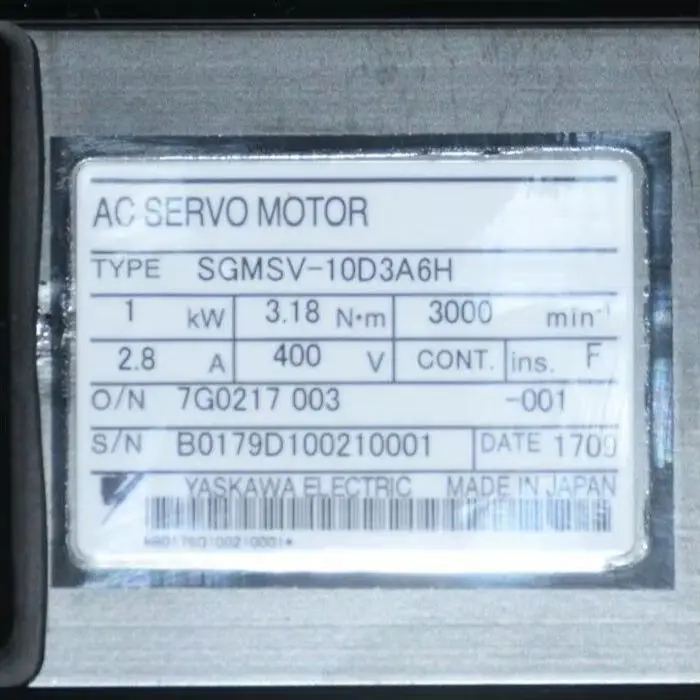 AC SERVO MOTOR
TYPE SGMSV-10D3A6H
1 kW 3.18 N•m 3000 min⁻¹
2.8 A 400 V CONT. ins. F
O/N 7G0217 003 -001
S/N B0179D100210001 DATE
YASKAWA ELECTRIC MADE IN JAPAN